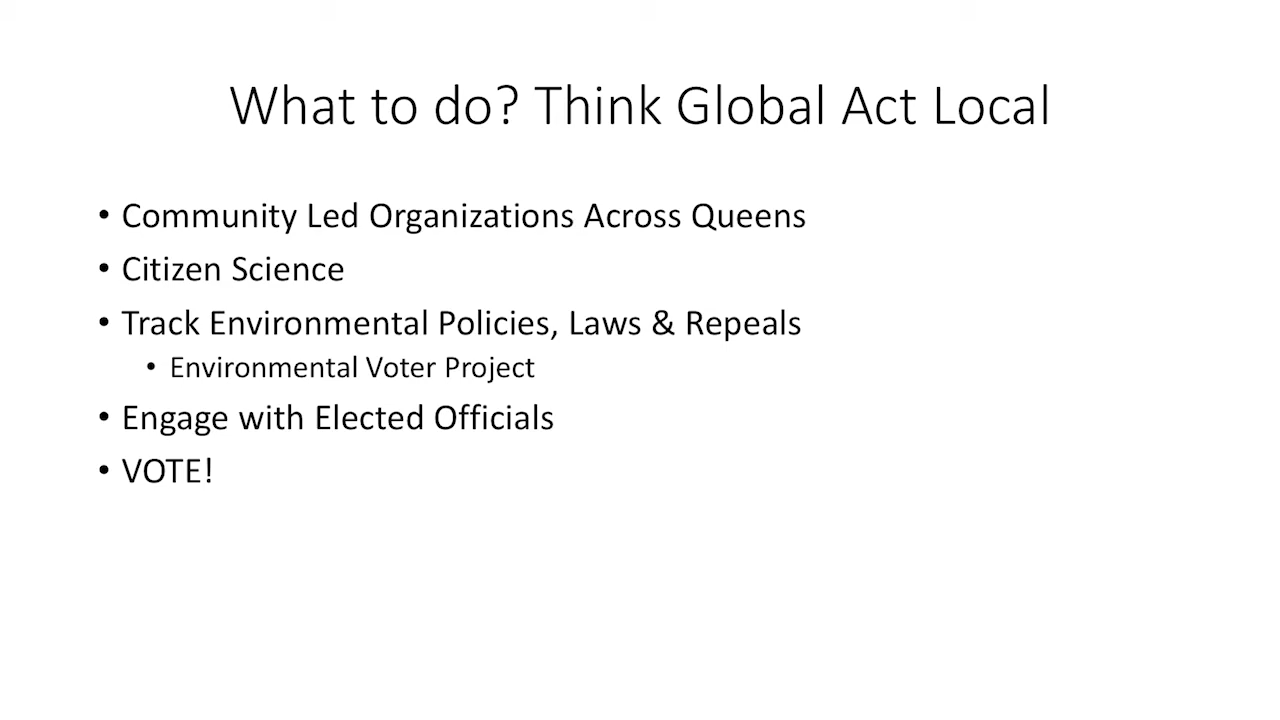 What to do? Think Global Act Local
• Community Led Organizations Across Queens
• Citizen Science
• Track Environmental Policies, Laws & Repeals
• Environmental Voter Project
• Engage with Elected Officials
• VOTE!